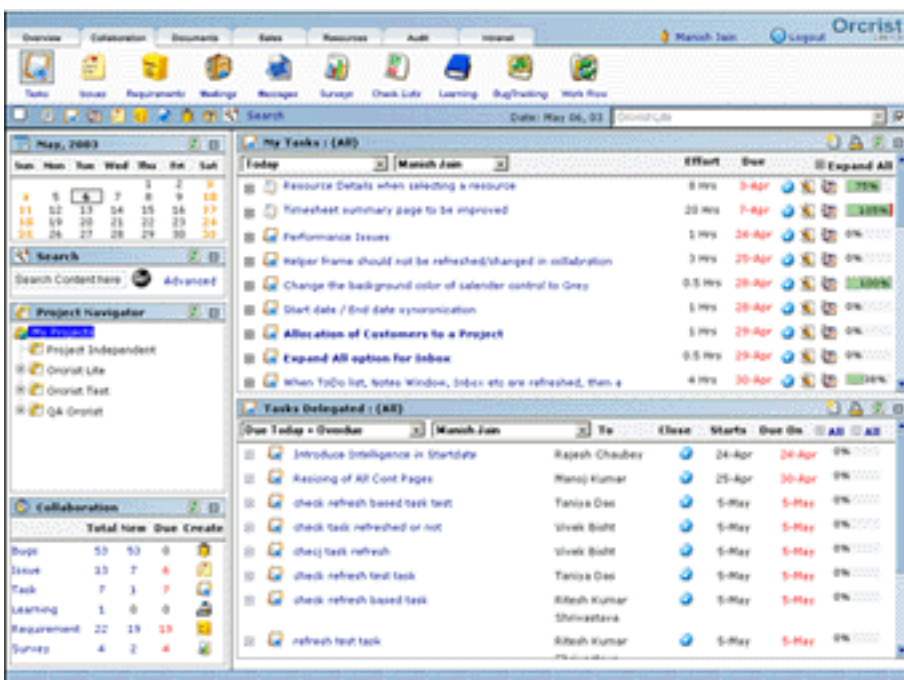 Orcrist
Overview Collaboration Documents Sales Resources Audit Intranet Manish Jain Logout
Tasks Issues Requirements Meetings Messages Surveys Check Lists Learning BugTracking Work Flow
Search Date: May 06, 03 Orcrist Lite
May, 2003
Sun Mon Tue Wed Thu Fri Sat
1 2 3
4 5 6 7 8 9 10
11 12 13 14 15 16 17
18 19 20 21 22 23 24
25 26 27 28 29 30
Search
Search Content here Advanced
Project Navigator
My Projects
Project Independent
Orcrist Lite
Orcrist Test
QA Orcrist
Collaboration
Total New Due Create
Bugs 53 53 0
Issue 13 7 6
Task 7 1 7
Learning 1 0 0
Requirement 22 19 19
Survey 4 2 4
My Tasks : (All)
Today Manish Jain Effort Due Expand All
Resource Details when selecting a resource 8 Hrs 3-Apr 75%
Timesheet summary page to be improved 20 Hrs 7-Apr 105%
Performance Issues 1 Hrs 24-Apr 0%
Helper frame should not be refreshed/changed in collabration 3 Hrs 25-Apr 0%
Change the background color of calender control to Grey 0.5 Hrs 28-Apr 100%
Start date / End date syncronication 1 Hrs 28-Apr 0%
Allocation of Customers to a Project 1 Hrs 29-Apr 0%
Expand All option for Inbox 0.5 Hrs 29-Apr 0%
When ToDo list, Notes Window, Inbox etc are refreshed, then a 4 Hrs 30-Apr
Tasks Delegated : (All)
Due Today + Overdue Manish Jain To Close Starts Due On All All
Introduce Intelligence in Startdate Rajesh Chaubey 24-Apr 24-Apr 0%
Resizing of All Cont Pages Manoj Kumar 25-Apr 30-Apr 0%
check refresh based task test Taniya Das 5-May 5-May 0%
check task refreshed or not Vivek Bisht 5-May 5-May 0%
checj task refresh Vivek Bisht 5-May 5-May 0%
check refresh test task Taniya Das 5-May 5-May 0%
check refresh based task Ritesh Kumar Shrivastava 5-May 5-May 0%
refresh test task Ritesh Kumar 5-May 5-May 0%